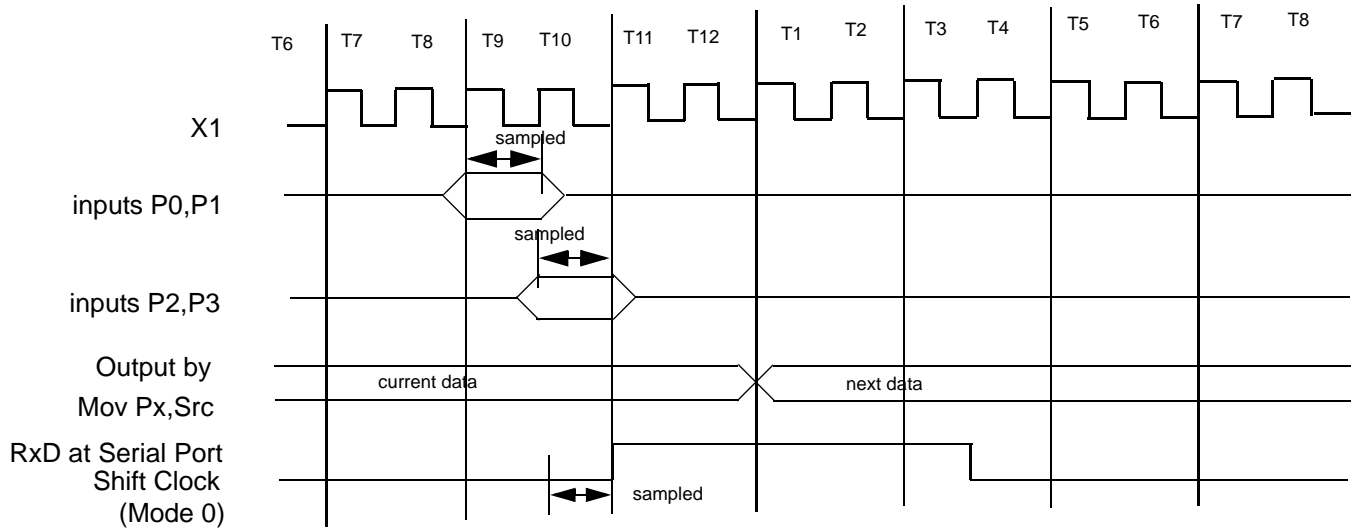 T6 T7 T8 T9 T10 T11 T12 T1 T2 T3 T4 T5 T6 T7 T8
X1
sampled
inputs P0,P1
sampled
inputs P2,P3
Output by
current data next data
Mov Px,Src
RxD at Serial Port
Shift Clock
sampled
(Mode 0)